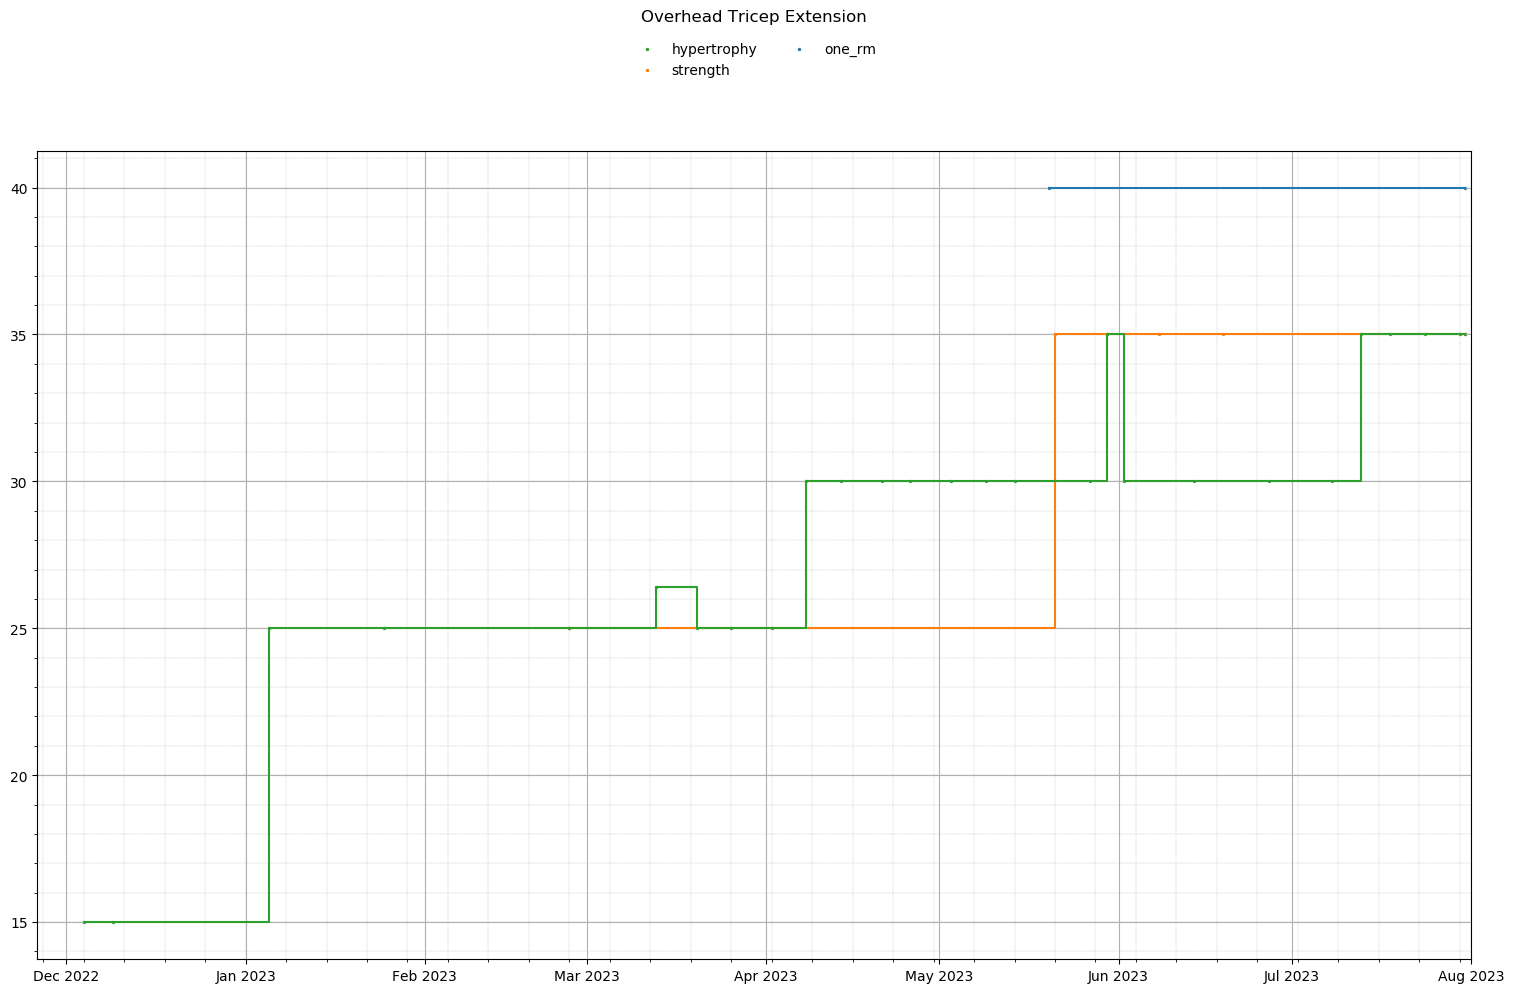 Overhead Tricep Extension
hypertrophy one_rm
strength
40
35
30
25
20
15
Dec 2022 Jan 2023 Feb 2023 Mar 2023 Apr 2023 May 2023 Jun 2023 Jul 2023 Aug 2023